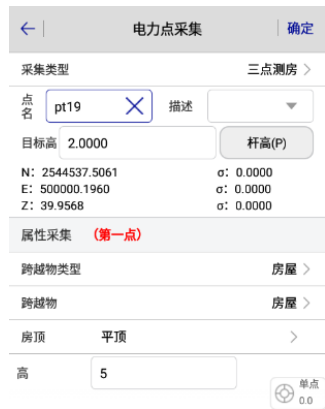 电力点采集 确定
采集类型 三点测房
点名 pt19 描述
目标高 2.0000 杆高(P)
N: 2544537.5061 σ: 0.0000
E: 500000.1960 σ: 0.0000
Z: 39.9568 σ: 0.0000
属性采集 (第一点)
跨越物类型 房屋
跨越物 房屋
房顶 平顶
高 5
单点
0.0